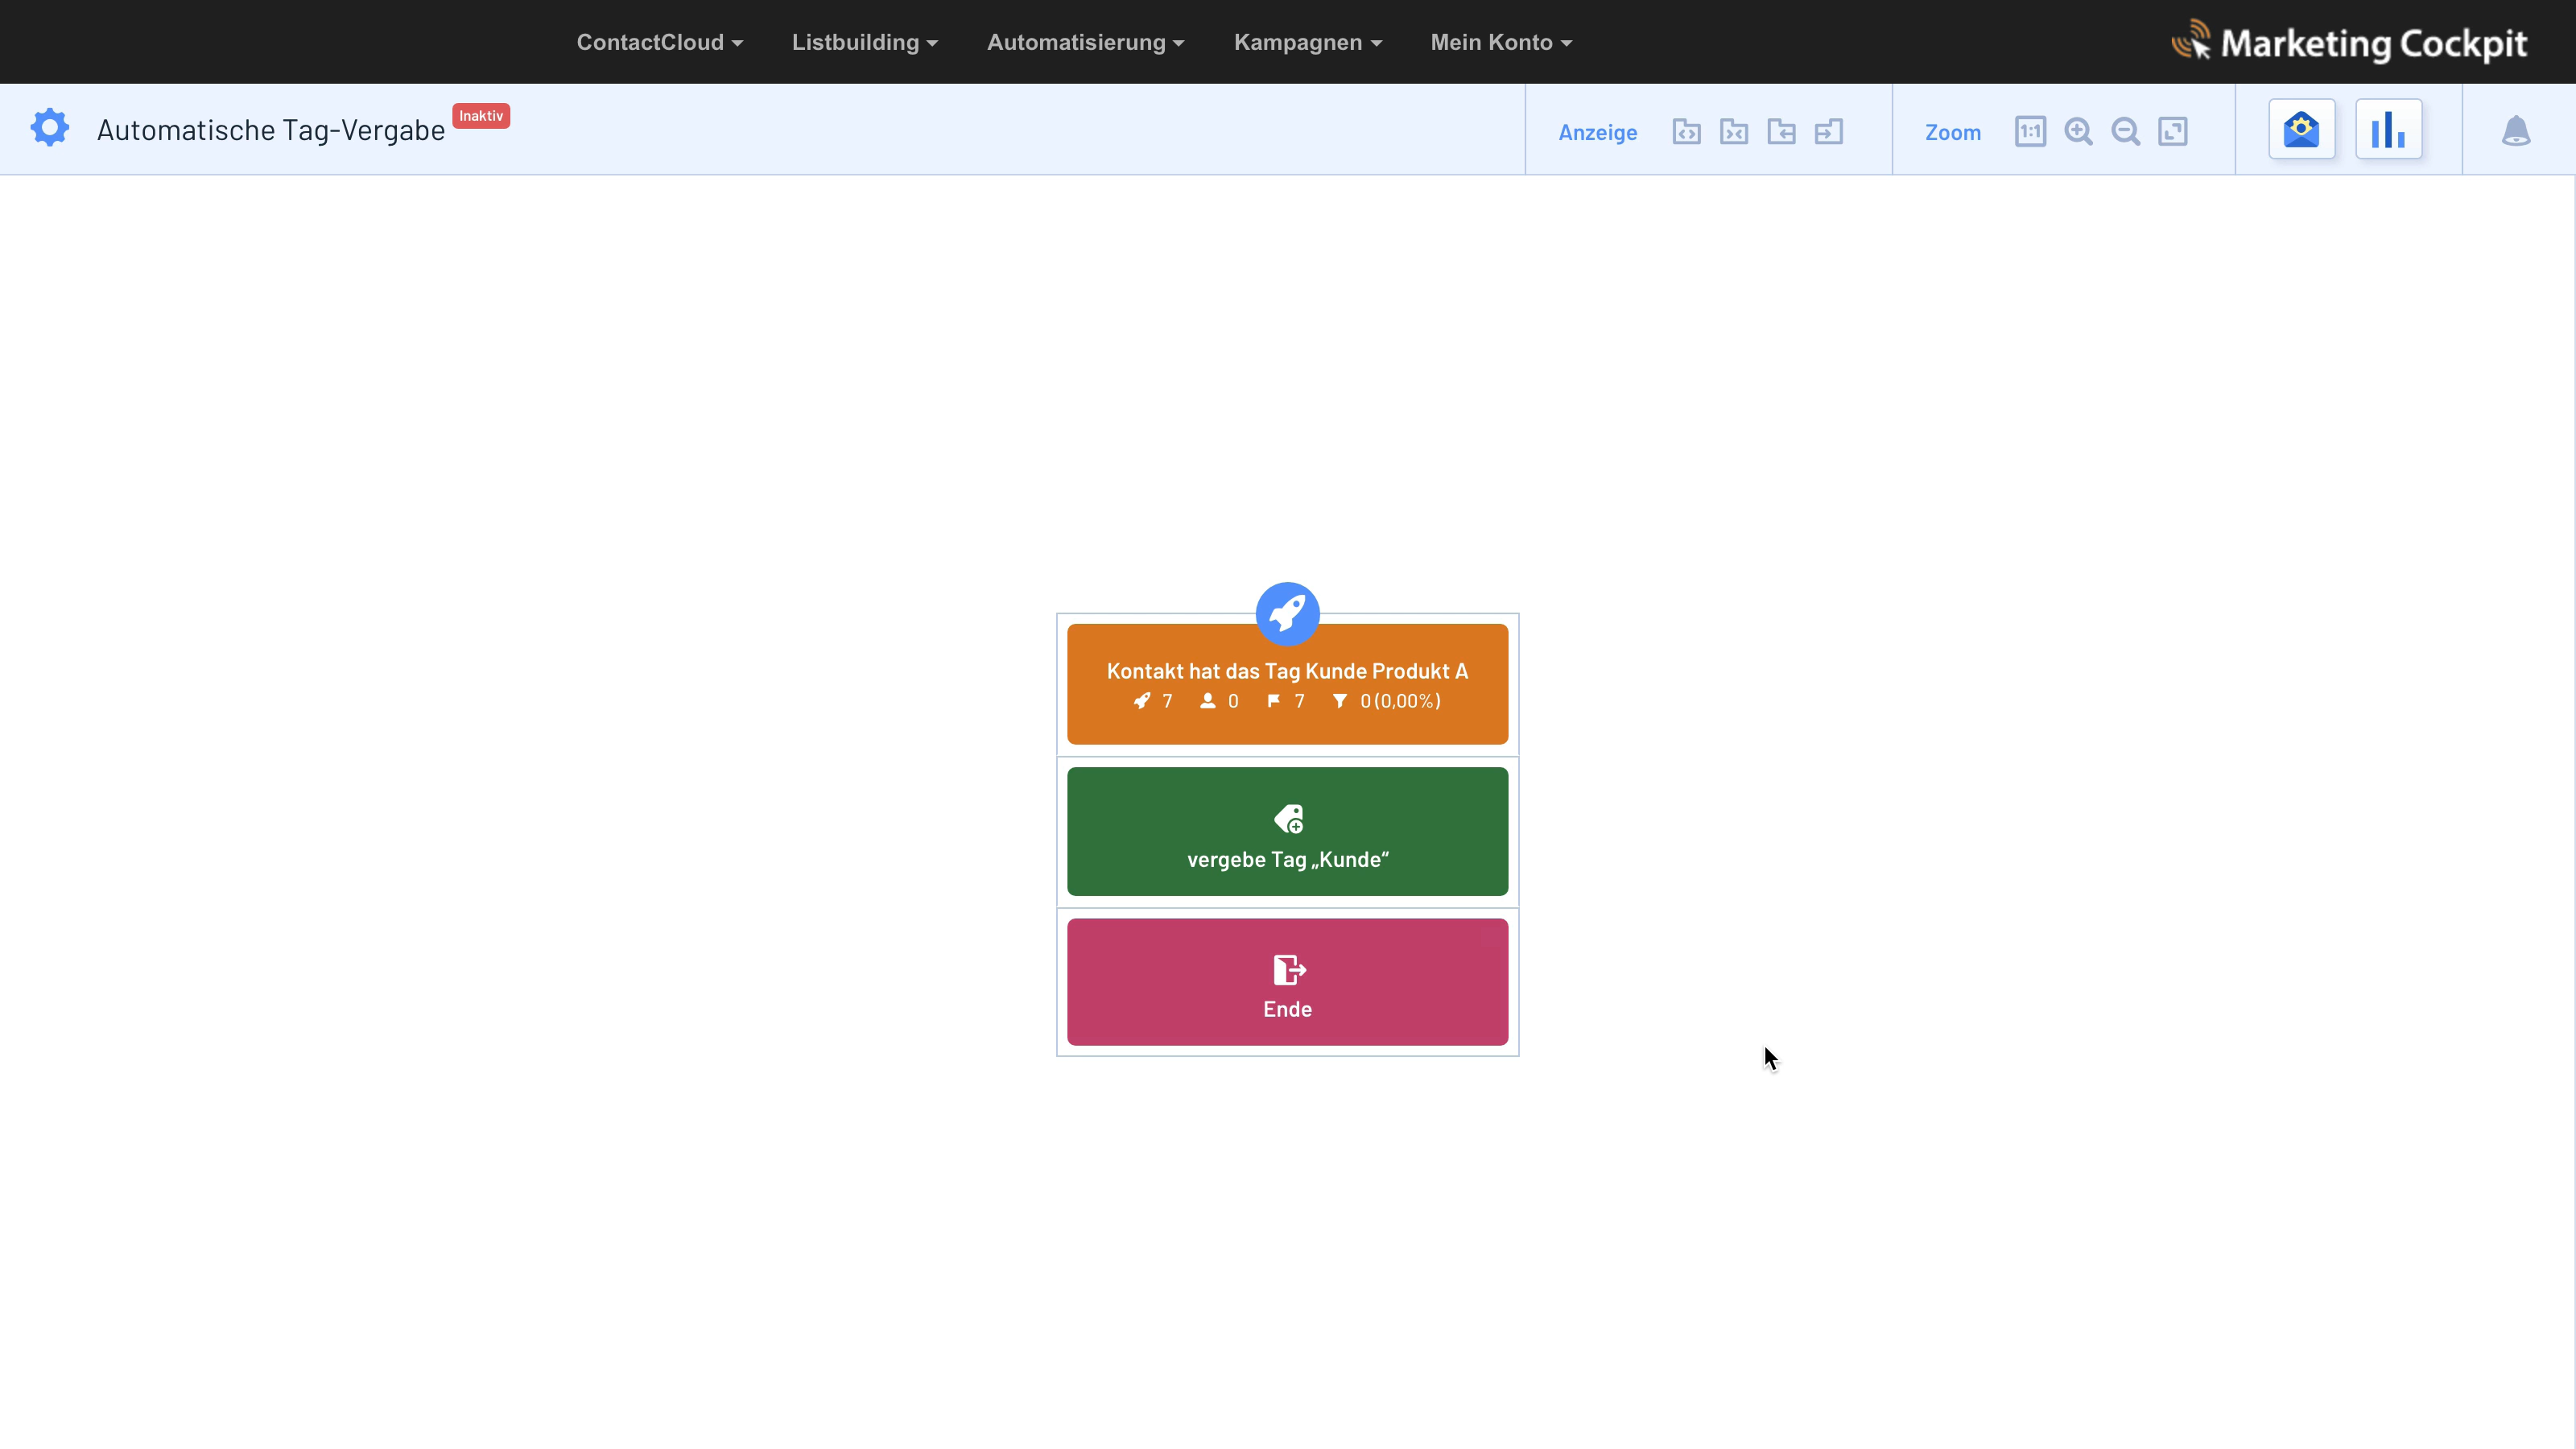 ContactCloud Listbuilding Automatisierung Kampagnen Mein Konto Marketing Cockpit
Automatische Tag-Vergabe Inaktiv Anzeige Zoom 1:1
Kontakt hat das Tag Kunde Produkt A
7 0 7 0 (0,00%)
vergebe Tag „Kunde“
Ende